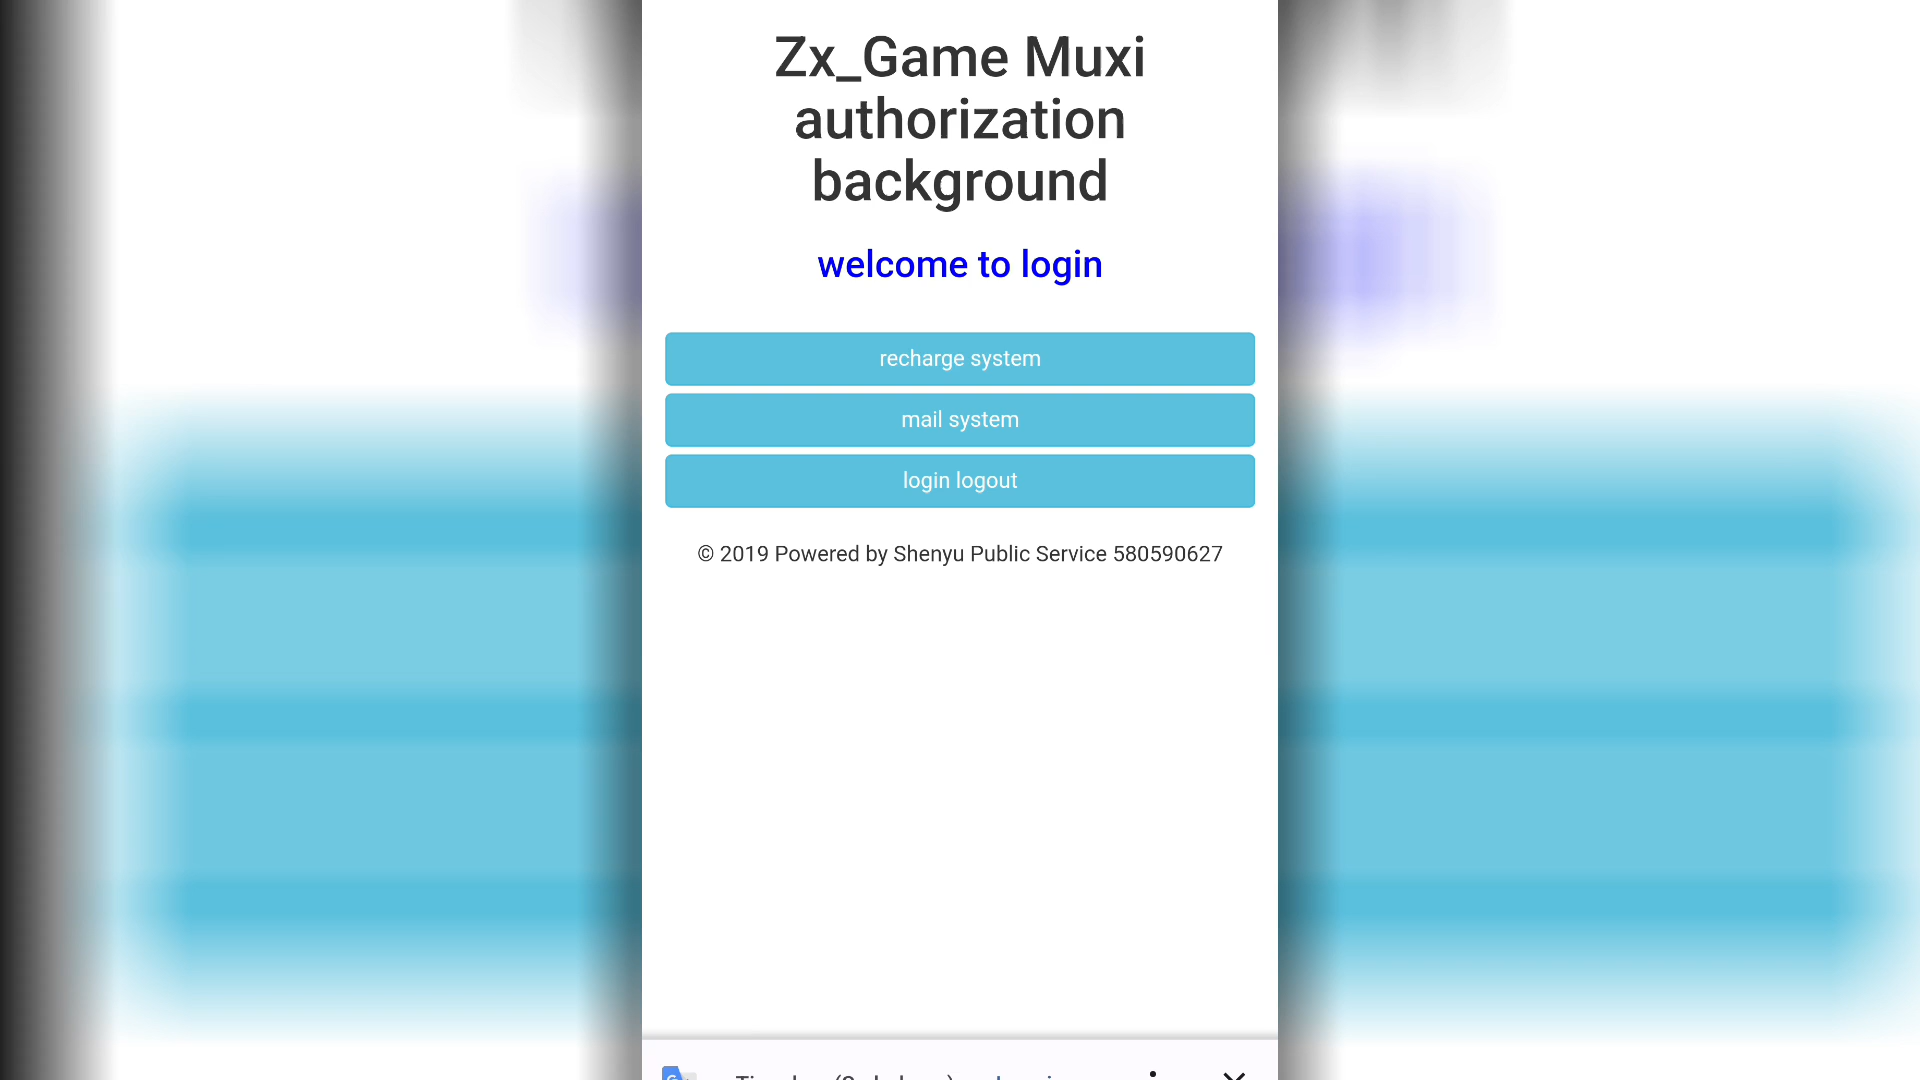 Zx_Game Muxi
authorization
background
welcome to login
recharge system
mail system
login logout
© 2019 Powered by Shenyu Public Service 580590627